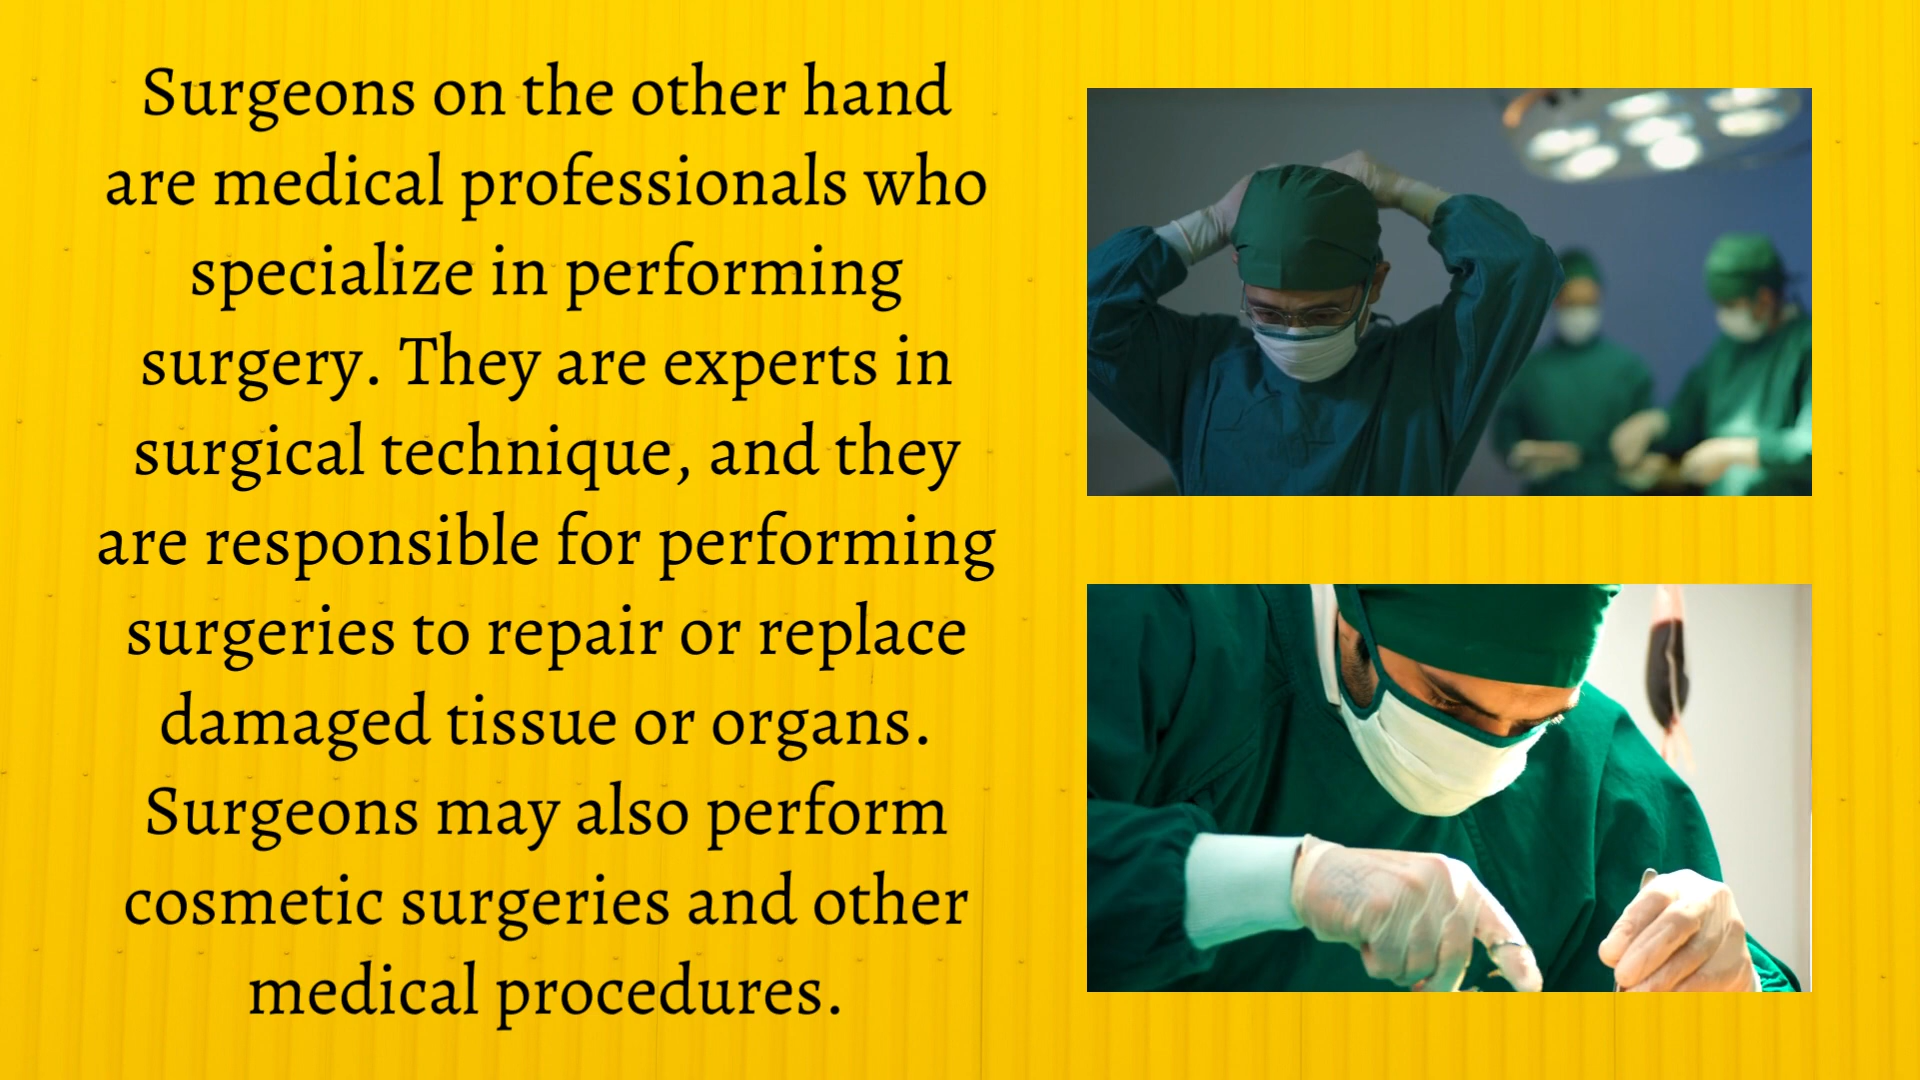 Surgeons on the other hand
are medical professionals who
specialize in performing
surgery. They are experts in
surgical technique, and they
are responsible for performing
surgeries to repair or replace
damaged tissue or organs.
Surgeons may also perform
cosmetic surgeries and other
medical procedures.